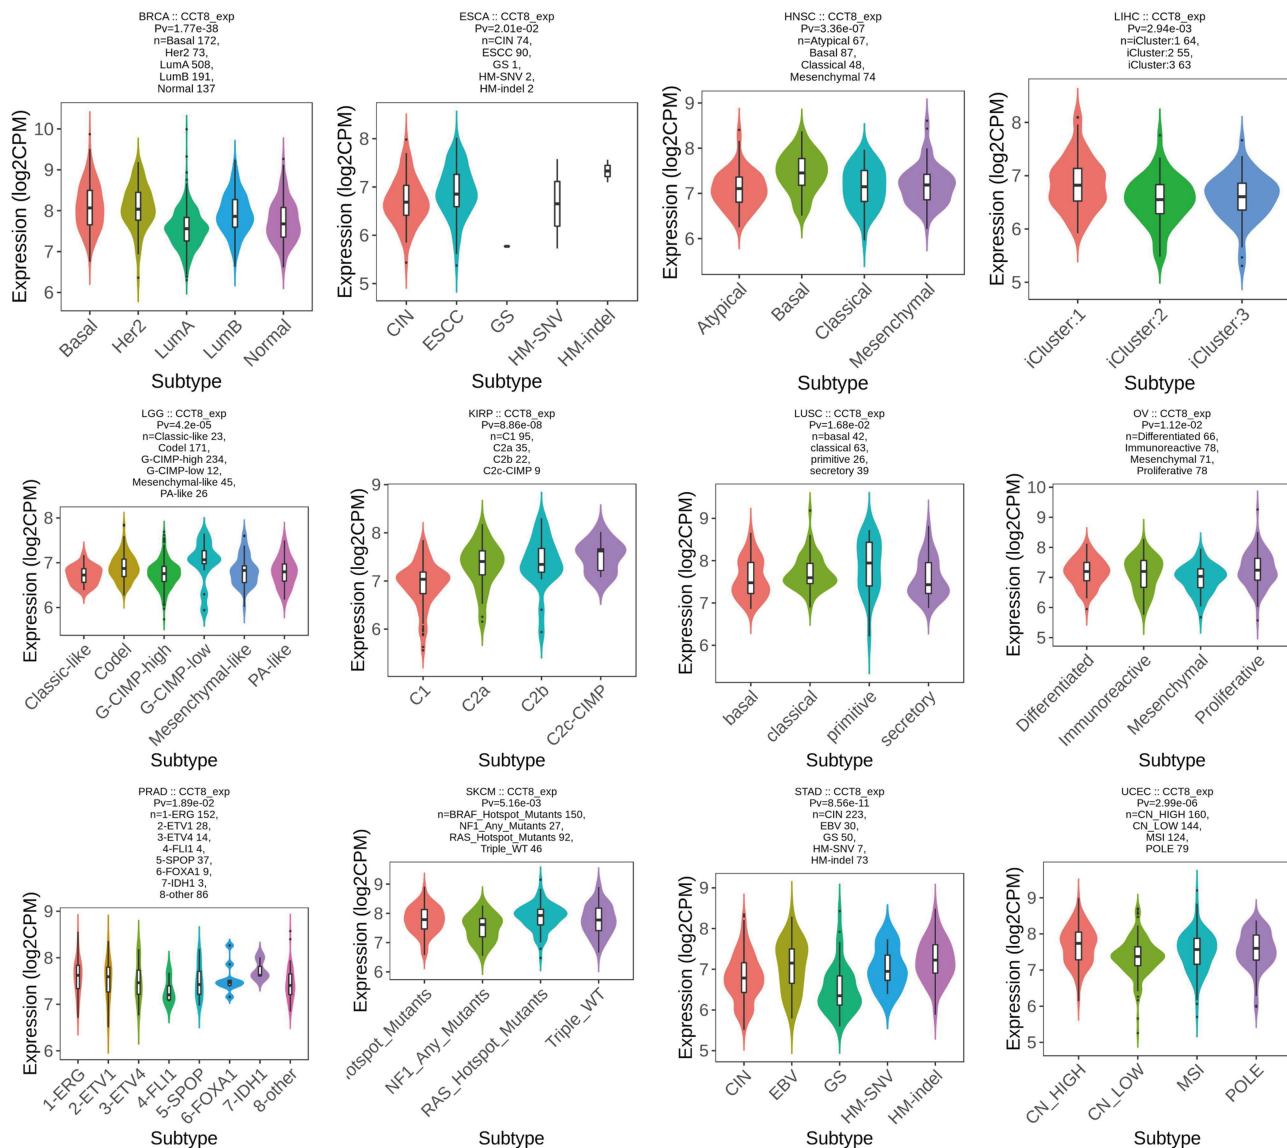 BRCA :: CCT8_exp
Pv=1.77e-38
n=Basal 172,
Her2 73,
LumA 508,
LumB 191,
Normal 137
Expression (log2CPM)
10
9
8
7
6
Basal
Her2
LumA
LumB
Normal
Subtype
ESCA :: CCT8_exp
Pv=2.01e-02
n=CIN 74,
ESCC 90,
GS 1,
HM-SNV 2,
HM-indel 2
Expression (log2CPM)
8
7
6
5
CIN
ESCC
GS
HM-SNV
HM-indel
Subtype
HNSC :: CCT8_exp
Pv=3.36e-07
n=Atypical 67,
Basal 87,
Classical 48,
Mesenchymal 74
Expression (log2CPM)
9
8
7
6
Atypical
Basal
Classical
Mesenchymal
Subtype
LIHC :: CCT8_exp
Pv=2.94e-03
n=iCluster:1 64,
iCluster:2 55,
iCluster:3 63
Expression (log2CPM)
8
7
6
5
iCluster:1
iCluster:2
iCluster:3
Subtype
LGG :: CCT8_exp
Pv=4.2e-05
n=Classic-like 23,
Codel 171,
G-CIMP-high 234,
G-CIMP-low 12,
Mesenchymal-like 45,
PA-like 26
Expression (log2CPM)
8
7
6
Classic-like
Codel
G-CIMP-high
G-CIMP-low
Mesenchymal-like
PA-like
Subtype
KIRP :: CCT8_exp
Pv=8.86e-08
n=C1 95,
C2a 35,
C2b 22,
C2c-CIMP 9
Expression (log2CPM)
9
8
7
6
C1
C2a
C2b
C2c-CIMP
Subtype
LUSC :: CCT8_exp
Pv=1.68e-02
n=basal 42,
classical 63,
primitive 26,
secretory 39
Expression (log2CPM)
9
8
7
6
basal
classical
primitive
secretory
Subtype
OV :: CCT8_exp
Pv=1.12e-02
n=Differentiated 66,
Immunoreactive 78,
Mesenchymal 71,
Proliferative 78
Expression (log2CPM)
10
9
8
7
6
5
Differentiated
Immunoreactive
Mesenchymal
Proliferative
Subtype
PRAD :: CCT8_exp
Pv=1.89e-02
n=1-ERG 152,
2-ETV1 28,
3-ETV4 14,
4-FLI1 4,
5-SPOP 37,
6-FOXA1 9,
7-IDH1 3,
8-other 86
Expression (log2CPM)
9
8
7
6
1-ERG
2-ETV1
3-ETV4
4-FLI1
5-SPOP
6-FOXA1
7-IDH1
8-other
Subtype
SKCM :: CCT8_exp
Pv=5.16e-03
n=BRAF_Hotspot_Mutants 150,
NF1_Any_Mutants 27,
RAS_Hotspot_Mutants 92,
Triple_WT 46
Expression (log2CPM)
9
8
7
6
otspot_Mutants
NF1_Any_Mutants
RAS_Hotspot_Mutants
Triple_WT
Subtype
STAD :: CCT8_exp
Pv=8.56e-11
n=CIN 223,
EBV 30,
GS 50,
HM-SNV 7,
HM-indel 73
Expression (log2CPM)
9
8
7
6
5
CIN
EBV
GS
HM-SNV
HM-indel
Subtype
UCEC :: CCT8_exp
Pv=2.99e-06
n=CN_HIGH 160,
CN_LOW 144,
MSI 124,
POLE 79
Expression (log2CPM)
9
8
7
6
5
CN_HIGH
CN_LOW
MSI
POLE
Subtype